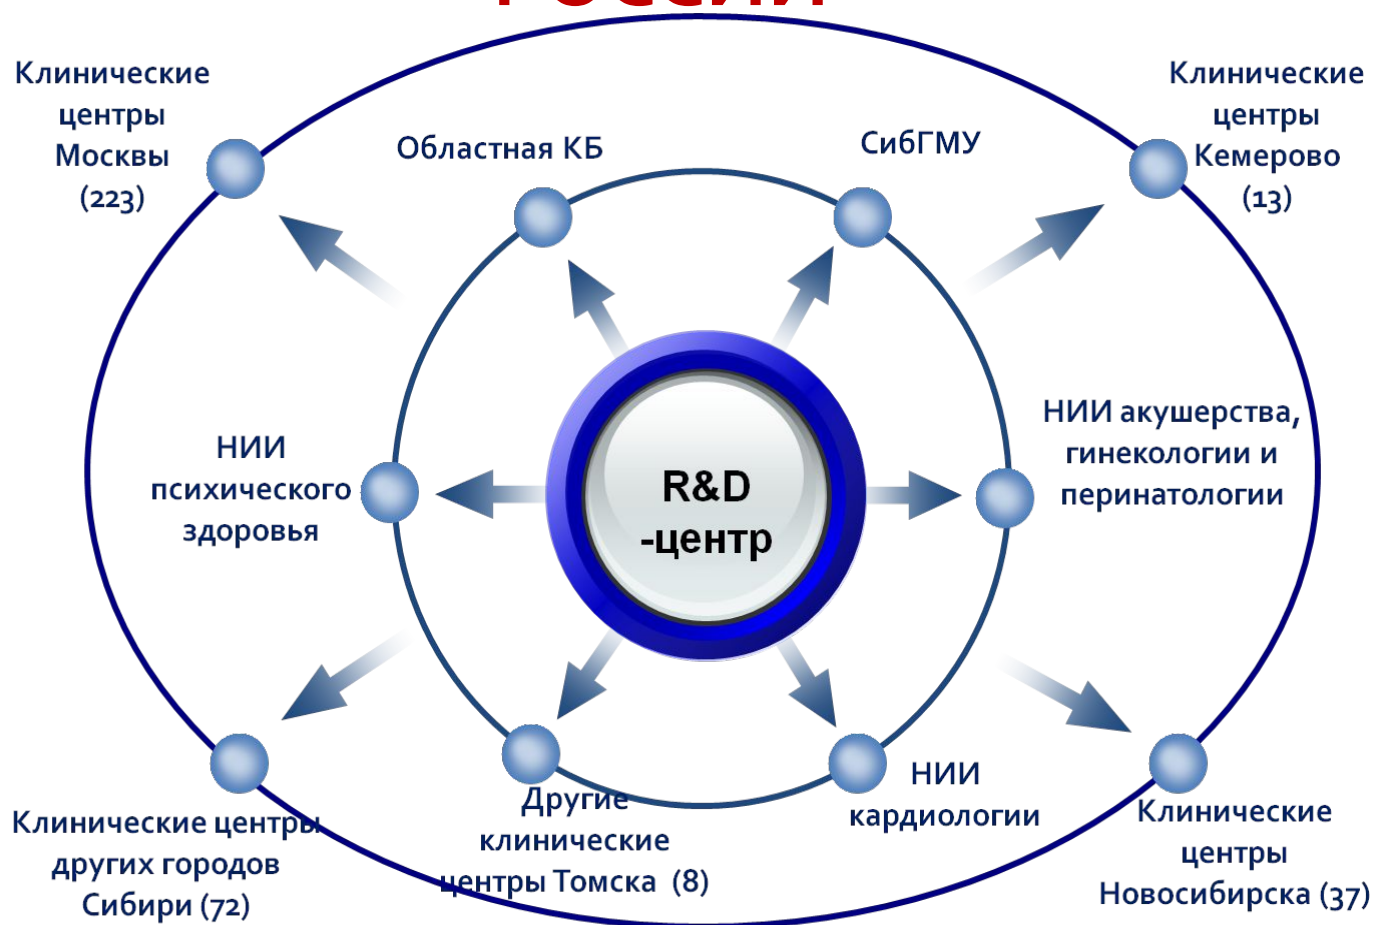 РОССИИ
Клинические
центры
Москвы
(223)
Областная КБ
СибГМУ
Клинические
центры
Кемерово
(13)
НИИ
психического
здоровья
R&D
-центр
НИИ акушерства,
гинекологии и
перинатологии
Клинические центры
других городов
Сибири (72)
Другие
клинические
центры Томска (8)
НИИ
кардиологии
Клинические
центры
Новосибирска (37)